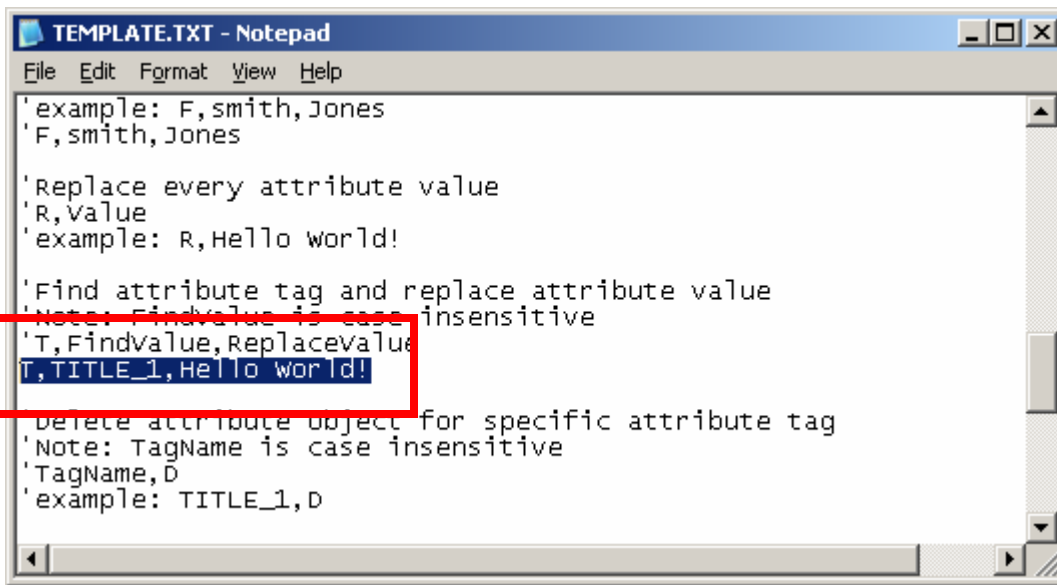 TEMPLATE.TXT - Notepad
File Edit Format View Help
'example: F,smith,Jones
'F,smith,Jones
'Replace every attribute value
'R,Value
'example: R,Hello World!
'Find attribute tag and replace attribute value
'Note: FindValue is case insensitive
'T,FindValue,ReplaceValue
T,TITLE_1,Hello World!
'Delete attribute object for specific attribute tag
'Note: TagName is case insensitive
'TagName,D
'example: TITLE_1,D